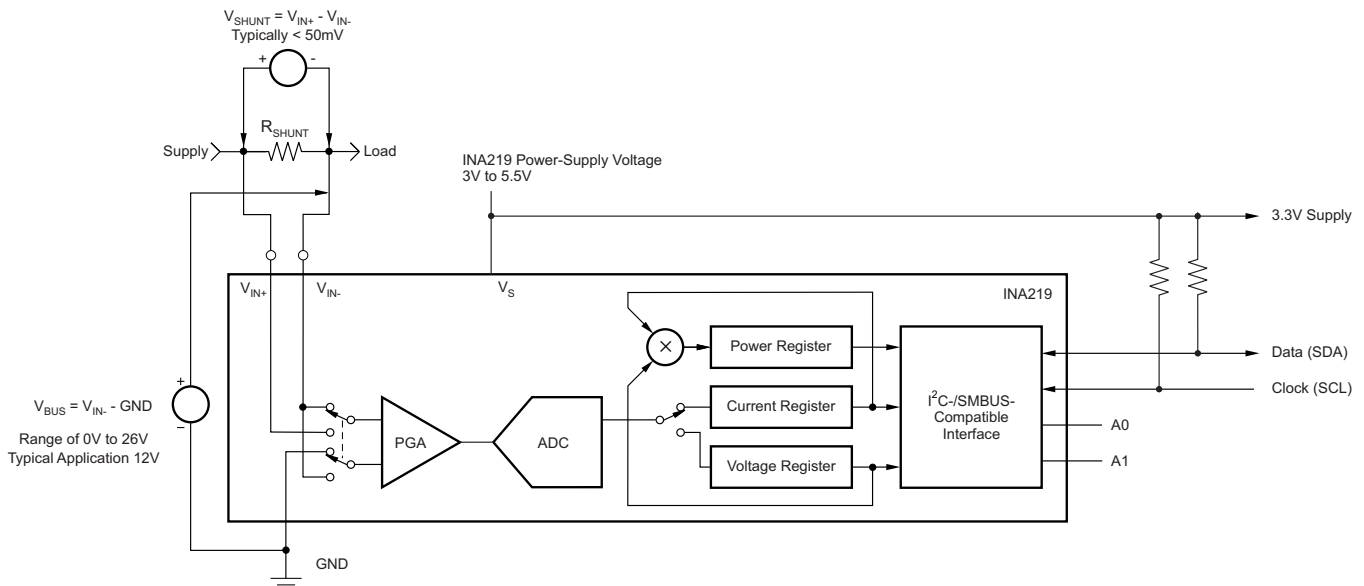 V_SHUNT = V_IN+ - V_IN-
Typically < 50mV
+ -
R_SHUNT
Supply
Load
INA219 Power-Supply Voltage
3V to 5.5V
3.3V Supply
V_IN+
V_IN-
V_S
INA219
×
Power Register
Data (SDA)
Clock (SCL)
+
V_BUS = V_IN- - GND
−
Range of 0V to 26V
Typical Application 12V
PGA
ADC
Current Register
Voltage Register
I²C-/SMBUS-
Compatible
Interface
A0
A1
GND